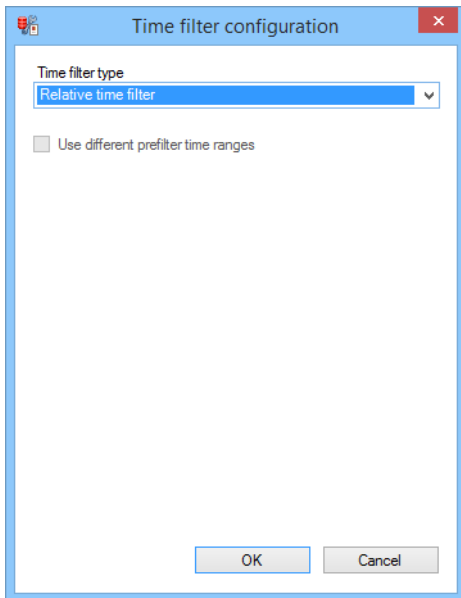 Time filter configuration
Time filter type
Relative time filter
Use different prefilter time ranges
OK
Cancel